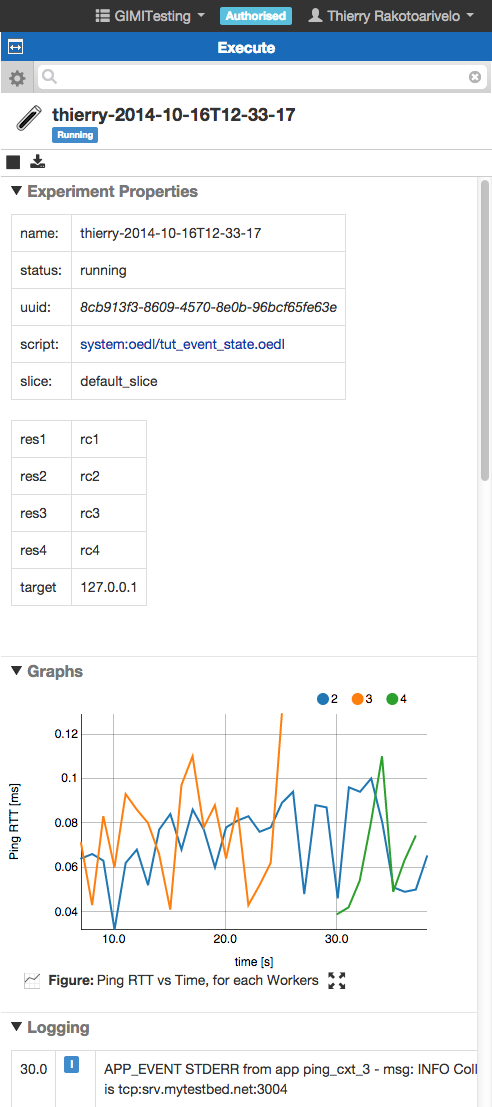 GIMITesting Authorised Thierry Rakotoarivelo
Execute
thierry-2014-10-16T12-33-17
Running
Experiment Properties
name: thierry-2014-10-16T12-33-17
status: running
uuid: 8cb913f3-8609-4570-8e0b-96bcf65fe63e
script: system:oedl/tut_event_state.oedl
slice: default_slice
res1 rc1
res2 rc2
res3 rc3
res4 rc4
target 127.0.0.1
Graphs
2 3 4
0.12
0.1
0.08
0.06
0.04
Ping RTT [ms]
10.0 20.0 30.0
time [s]
Figure: Ping RTT vs Time, for each Workers
Logging
30.0 I APP_EVENT STDERR from app ping_cxt_3 - msg: INFO Coll
is tcp:srv.mytestbed.net:3004